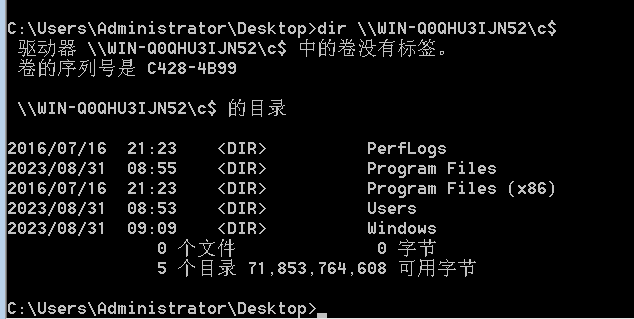 C:\Users\Administrator\Desktop>dir \\WIN-Q0QHU3IJN52\c$
驱动器 \\WIN-Q0QHU3IJN52\c$ 中的卷没有标签。
卷的序列号是 C428-4B99
\\WIN-Q0QHU3IJN52\c$ 的目录
2016/07/16  21:23    <DIR>          PerfLogs
2023/08/31  08:55    <DIR>          Program Files
2016/07/16  21:23    <DIR>          Program Files (x86)
2023/08/31  08:53    <DIR>          Users
2023/08/31  09:09    <DIR>          Windows
0 个文件              0 字节
5 个目录 71,853,764,608 可用字节
C:\Users\Administrator\Desktop>